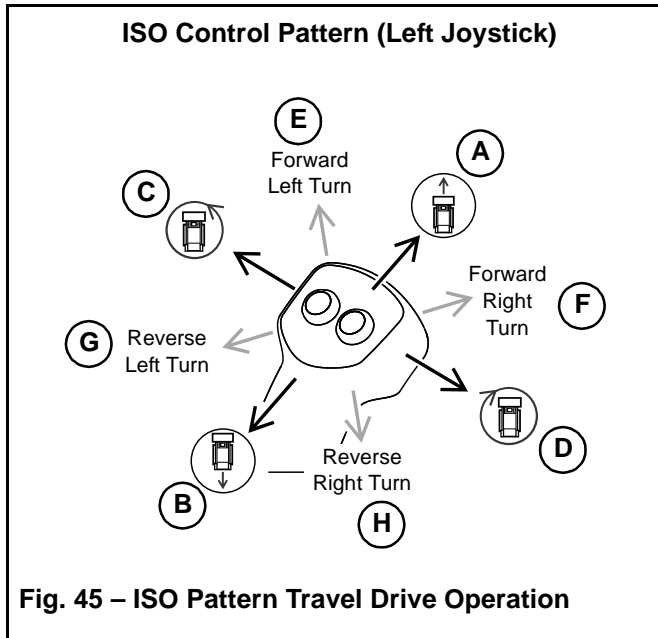 ISO Control Pattern (Left Joystick)
E
Forward
Left Turn
A
C
Forward
Right
Turn
F
G
Reverse
Left Turn
D
B
Reverse
Right Turn
H
Fig. 45 – ISO Pattern Travel Drive Operation